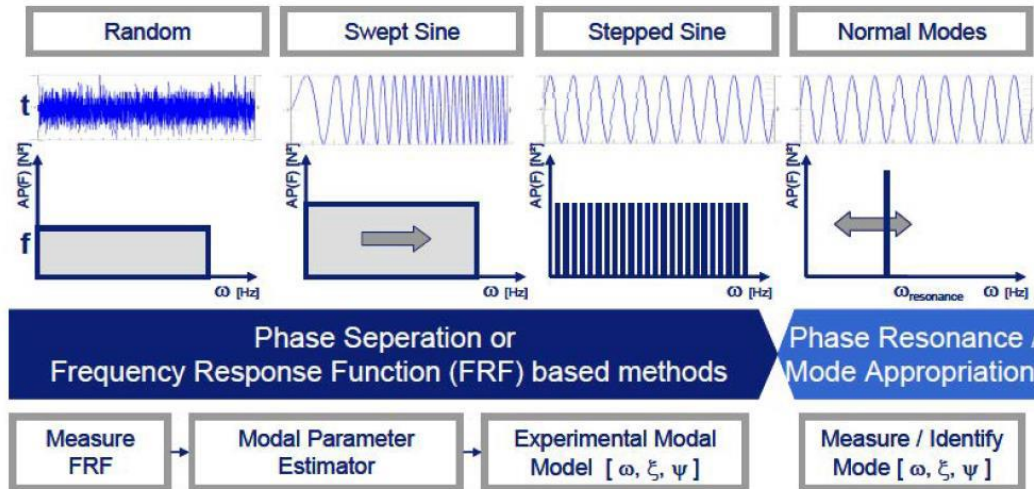 Random
Swept Sine
Stepped Sine
Normal Modes
t
AP(F) [N²]
AP(F) [N²]
AP(F) [N²]
AP(F) [N²]
f
ω [Hz]
ω [Hz]
ω [Hz]
ωresonance ω [Hz]
Phase Seperation or
Frequency Response Function (FRF) based methods
Phase Resonance /
Mode Appropriation
Measure
FRF
Modal Parameter
Estimator
Experimental Modal
Model [ ω, ξ, ψ ]
Measure / Identify
Mode [ ω, ξ, ψ ]